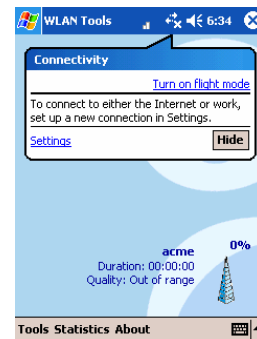 WLAN Tools 6:34
Connectivity
Turn on flight mode
To connect to either the Internet or work,
set up a new connection in Settings.
Settings Hide
acme 0%
Duration: 00:00:00
Quality: Out of range
Tools Statistics About